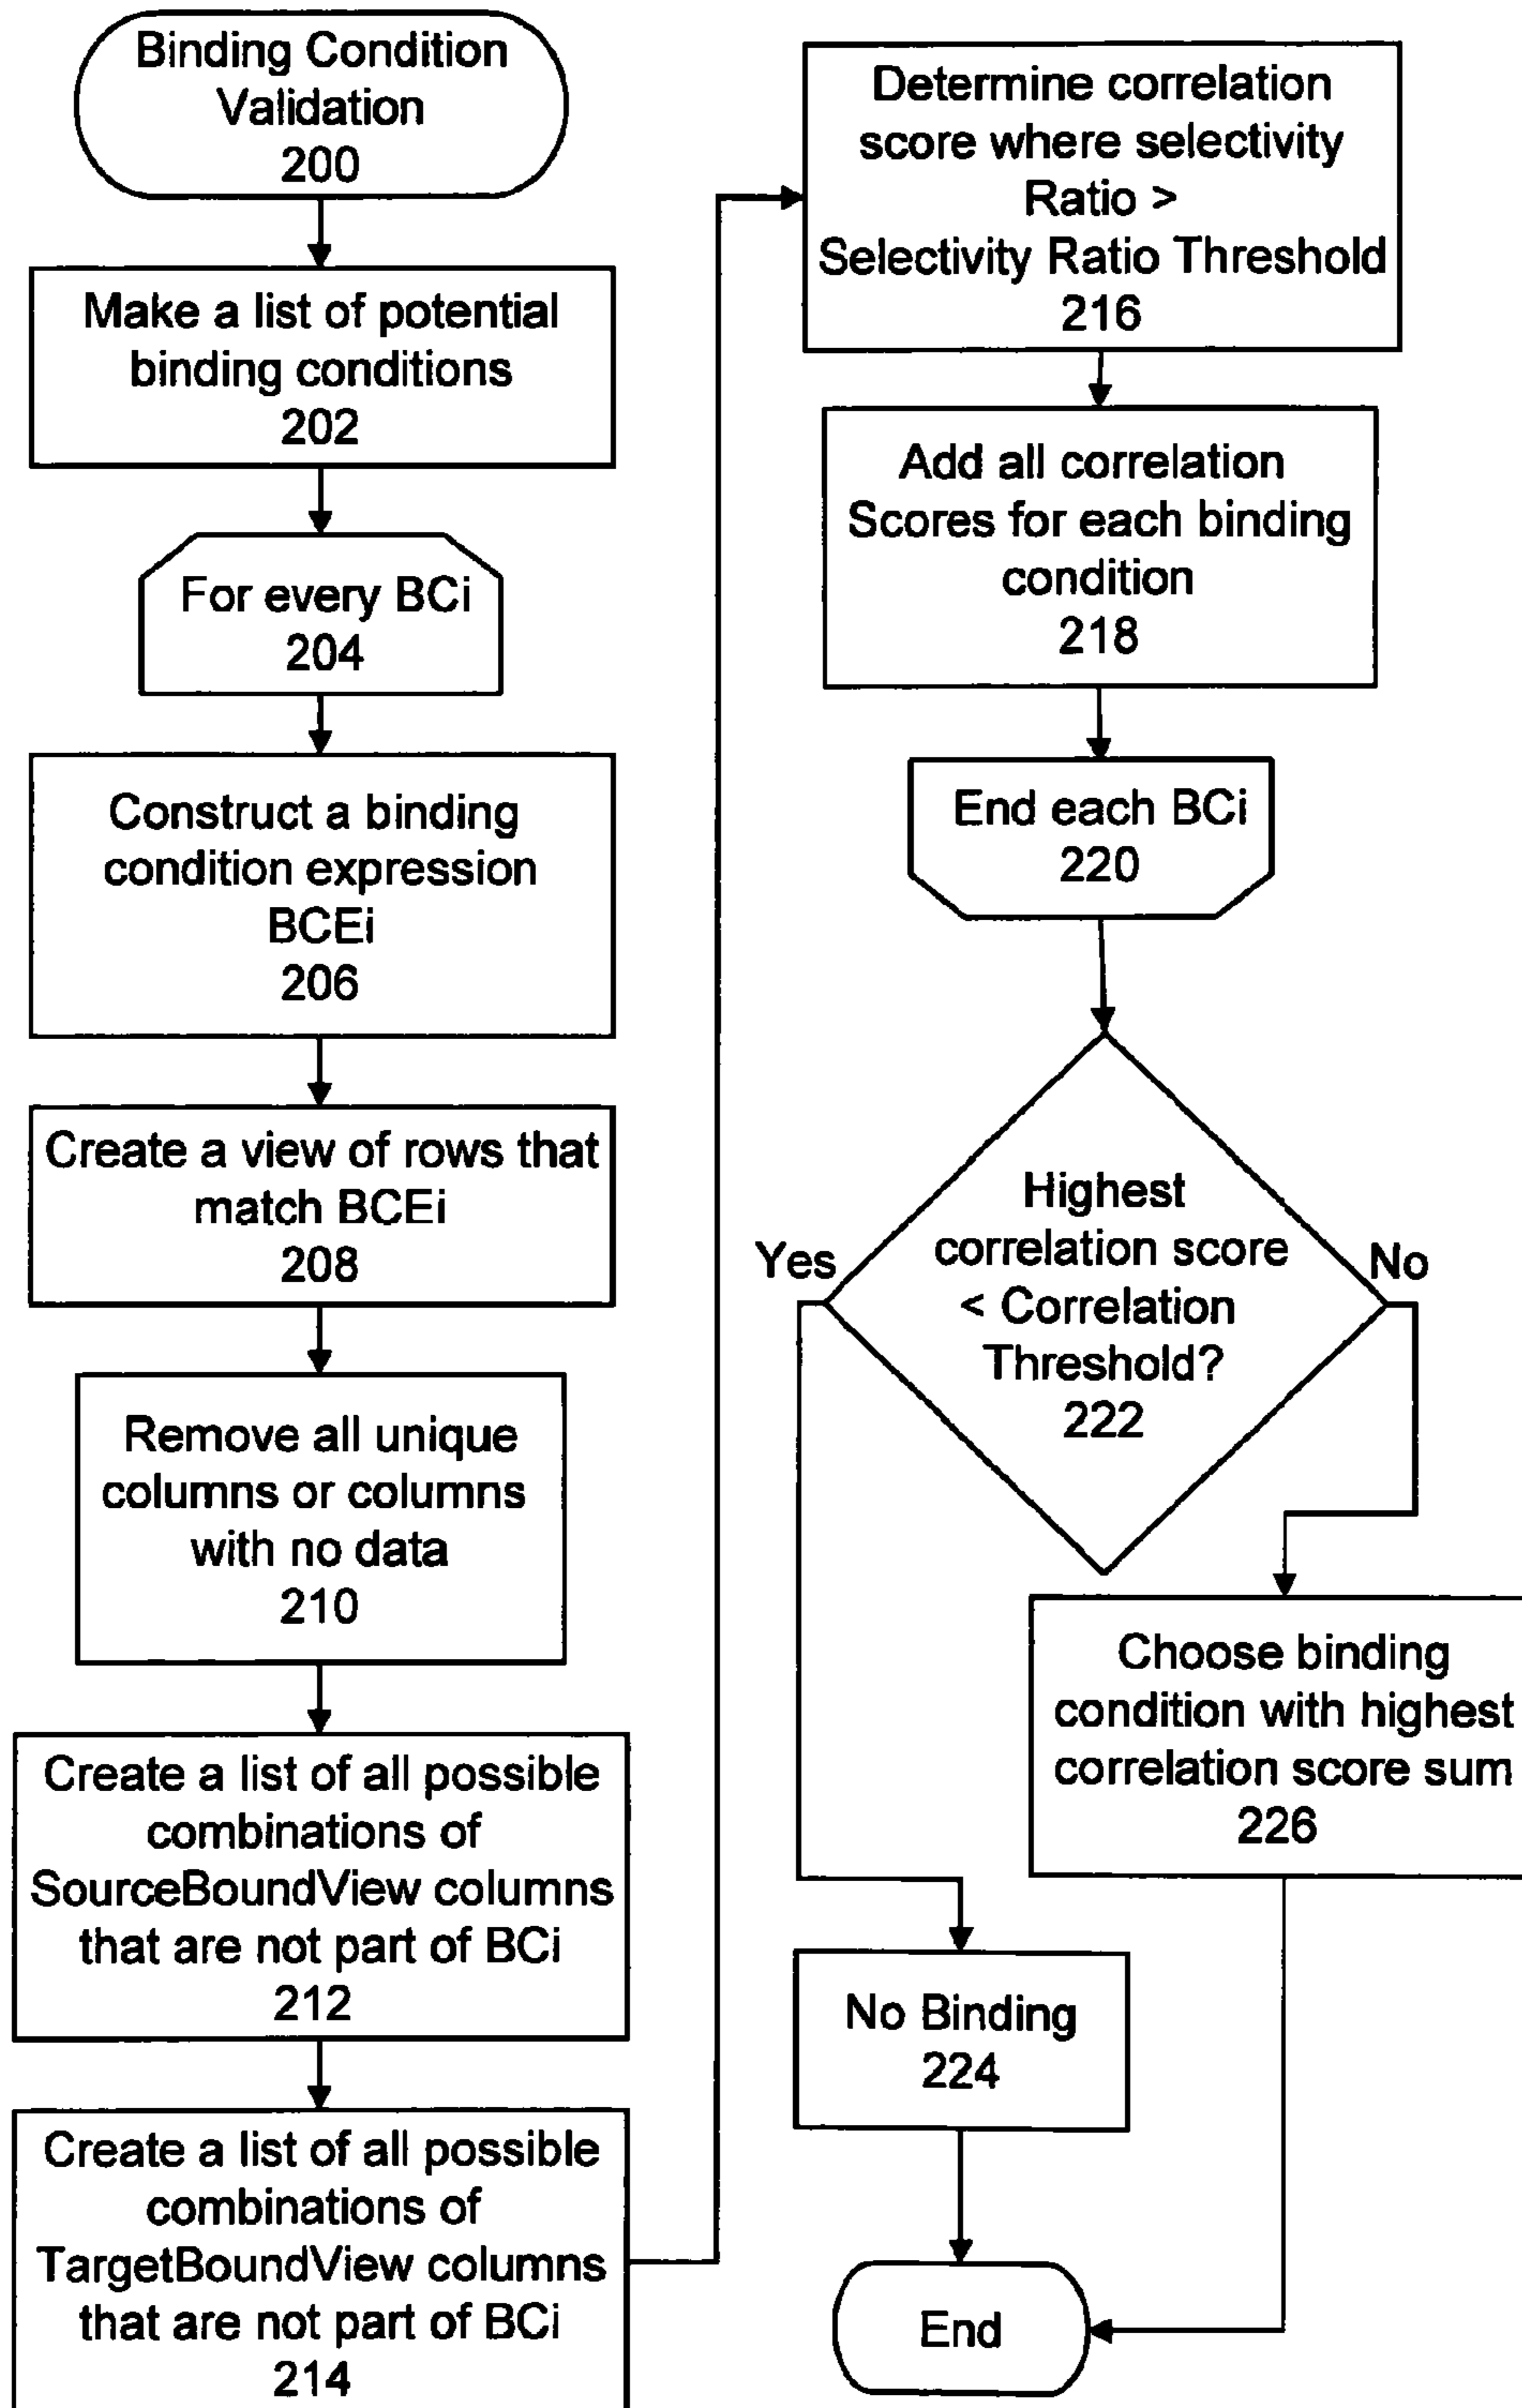 Binding Condition
Validation
200
Make a list of potential
binding conditions
202
For every BCi
204
Construct a binding
condition expression
BCEi
206
Create a view of rows that
match BCEi
208
Remove all unique
columns or columns
with no data
210
Create a list of all possible
combinations of
SourceBoundView columns
that are not part of BCi
212
Create a list of all possible
combinations of
TargetBoundView columns
that are not part of BCi
214
Determine correlation
score where selectivity
Ratio >
Selectivity Ratio Threshold
216
Add all correlation
Scores for each binding
condition
218
End each BCi
220
Highest
correlation score
< Correlation
Threshold?
222
Yes
No
No Binding
224
Choose binding
condition with highest
correlation score sum
226
End